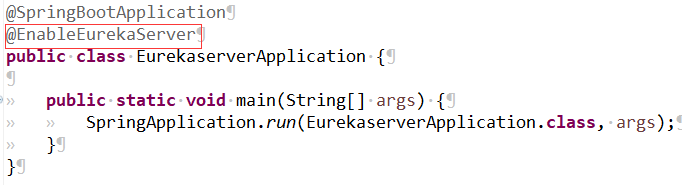 @SpringBootApplication
@EnableEurekaServer
public class EurekaserverApplication {

    public static void main(String[] args) {
        SpringApplication.run(EurekaserverApplication.class, args);
    }
}